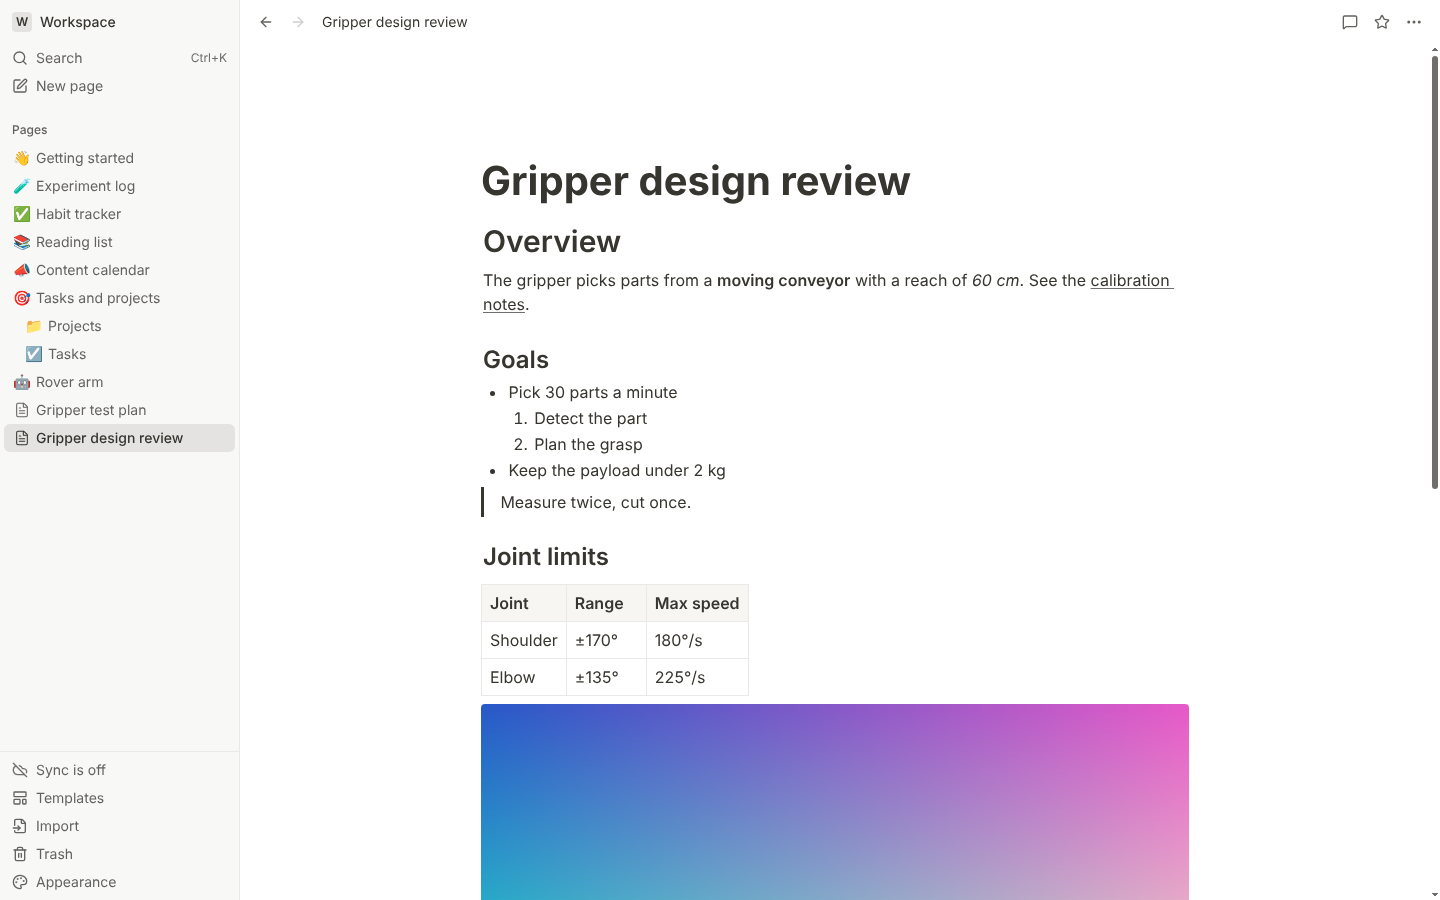 W Workspace
Search Ctrl+K
New page
Pages
Getting started
Experiment log
Habit tracker
Reading list
Content calendar
Tasks and projects
Projects
Tasks
Rover arm
Gripper test plan
Gripper design review
Sync is off
Templates
Import
Trash
Appearance
Gripper design review
Gripper design review
Overview
The gripper picks parts from a moving conveyor with a reach of 60 cm. See the calibration
notes.
Goals
• Pick 30 parts a minute
1. Detect the part
2. Plan the grasp
• Keep the payload under 2 kg
Measure twice, cut once.
Joint limits
Joint Range Max speed
Shoulder ±170° 180°/s
Elbow ±135° 225°/s